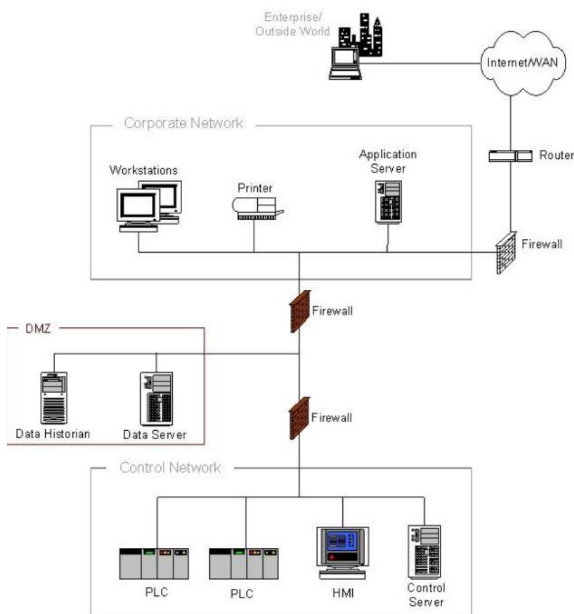 Enterprise/
Outside World
Internet/WAN
Corporate Network
Router
Workstations
Printer
Application
Server
Firewall
Firewall
DMZ
Data Historian
Data Server
Firewall
Control Network
PLC
PLC
HMI
Control
Server